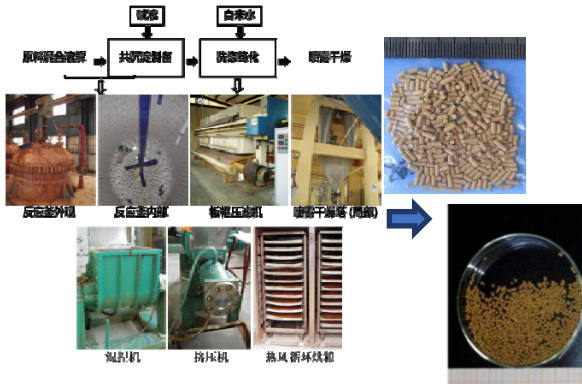 碱液
自来水
原料混合溶解
共沉淀制备
洗涤纯化
喷雾干燥
反应釜外观
反应釜内部
板框压滤机
喷雾干燥塔(局部)
混捏机
挤压机
热风循环烘箱